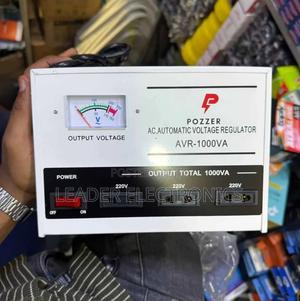 POZZER
AC.AUTOMATIC VOLTAGE REGULATOR
AVR-1000VA
V
OUTPUT VOLTAGE
POWER
OUTPUT TOTAL 1000VA
220V
220V
220V
LEADER ELECTRONICS
OFF
ON